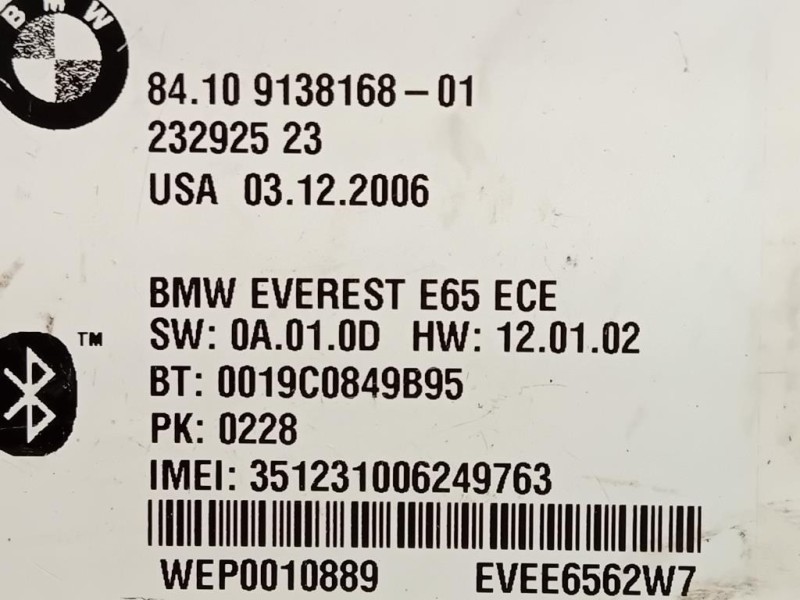 BMW
84.10 9138168-01
232925 23
USA 03.12.2006
BMW EVEREST E65 ECE
SW: 0A.01.0D HW: 12.01.02
™
BT: 0019C0849B95
PK: 0228
IMEI: 351231006249763
WEP0010889 EVEE6562W7